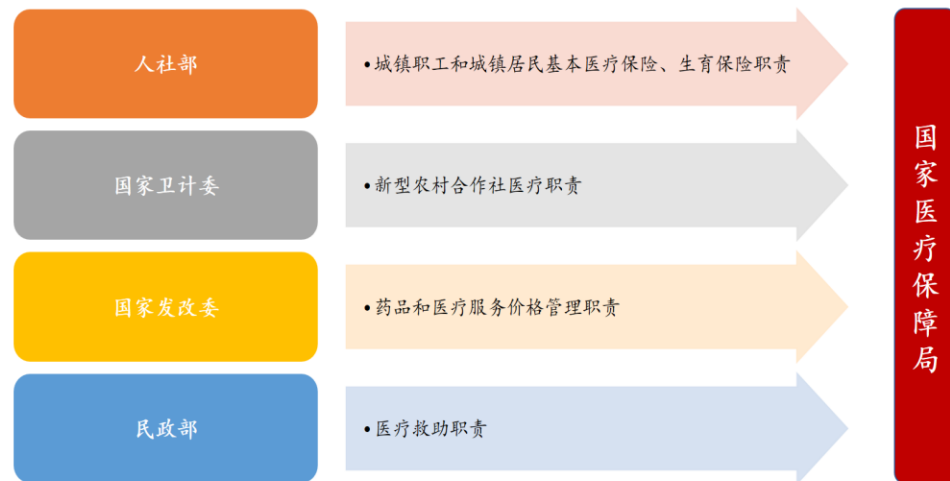 人社部
•城镇职工和城镇居民基本医疗保险、生育保险职责
国家卫计委
•新型农村合作社医疗职责
国家发改委
•药品和医疗服务价格管理职责
民政部
•医疗救助职责
国家医疗保障局